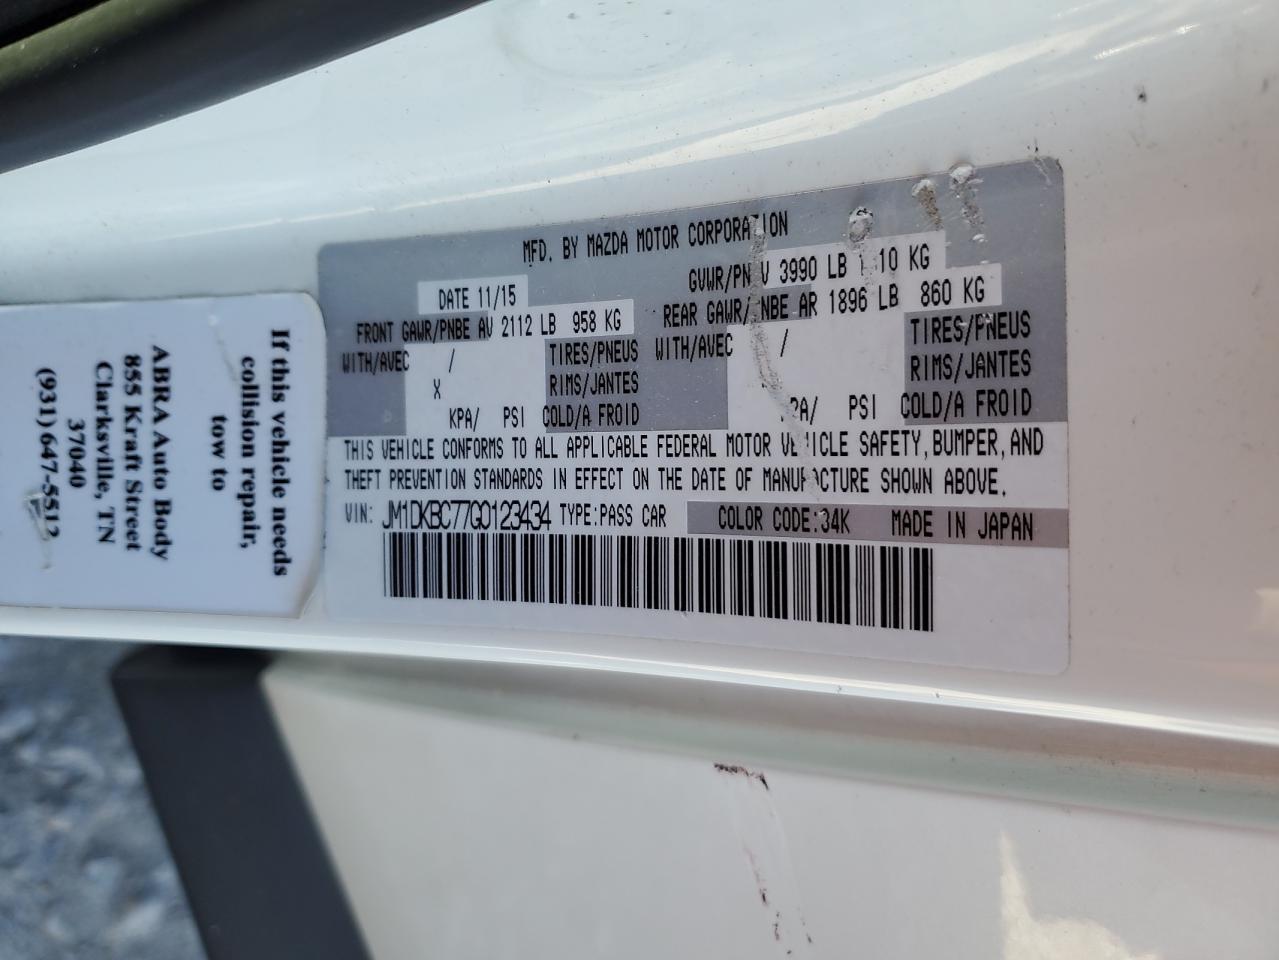 MFD. BY MAZDA MOTOR CORPORATION
DATE 11/15 GVWR/PN V 3990 LB 1 10 KG
FRONT GAWR/PNBE AV 2112 LB 958 KG REAR GAWR/ NBE AR 1896 LB 860 KG
WITH/AVEC / TIRES/PNEUS WITH/AVEC / TIRES/PNEUS
X RIMS/JANTES RIMS/JANTES
KPA/ PSI COLD/A FROID PA/ PSI COLD/A FROID
THIS VEHICLE CONFORMS TO ALL APPLICABLE FEDERAL MOTOR VEHICLE SAFETY, BUMPER, AND
THEFT PREVENTION STANDARDS IN EFFECT ON THE DATE OF MANUFACTURE SHOWN ABOVE.
VIN: JM1DKBC77G0123434 TYPE:PASS CAR COLOR CODE:34K MADE IN JAPAN
If this vehicle needs
collision repair,
tow to
ABRA Auto Body
855 Kraft Street
Clarksville, TN
37040
(931) 647-5512